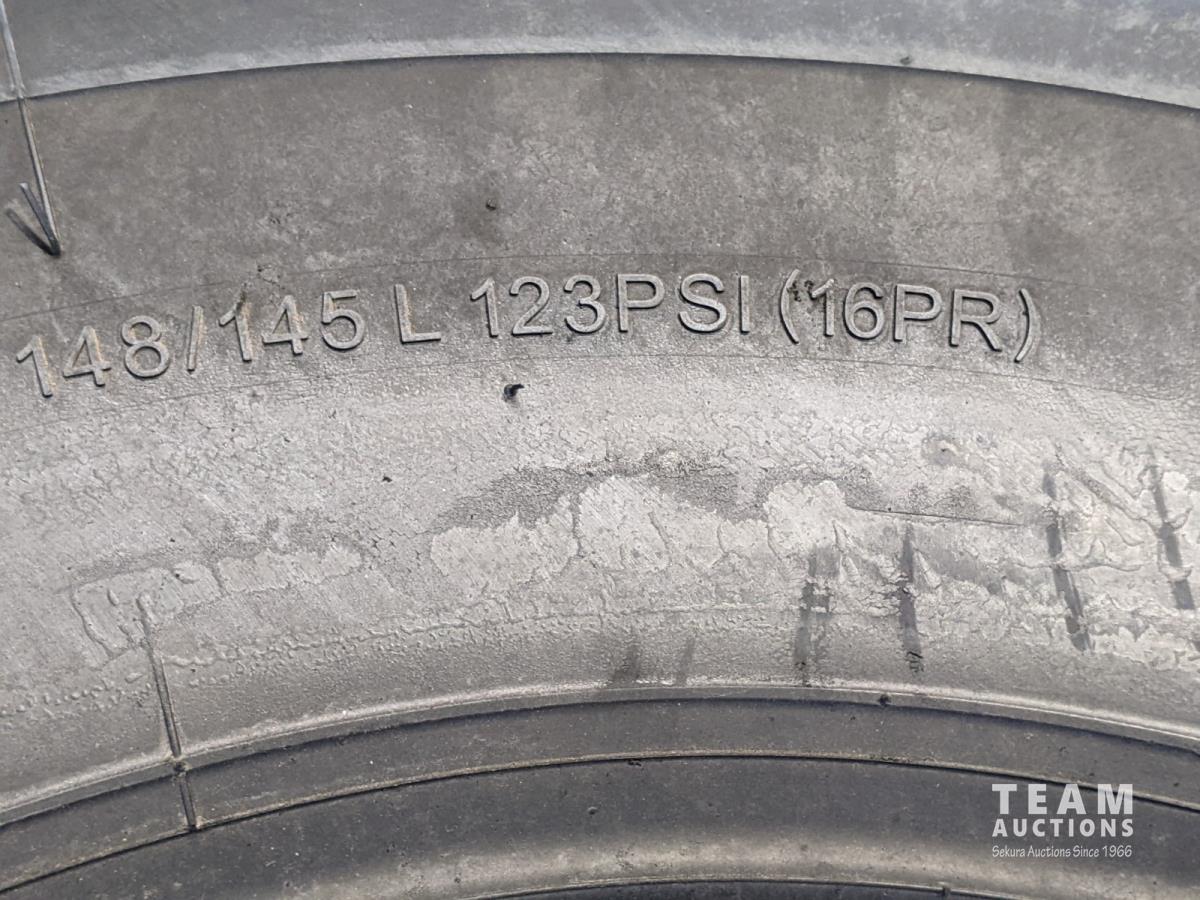 148/145 L 123PSI (16PR)
TEAM
AUCTIONS
Sekura Auctions Since 1966